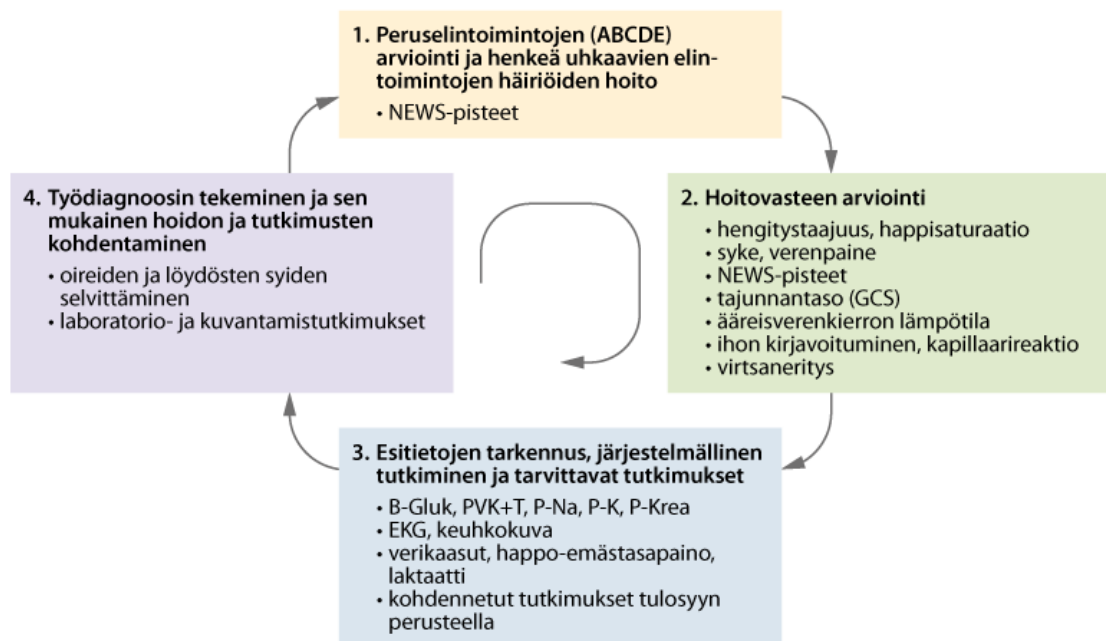 1. Peruselintoimintojen (ABCDE)
arviointi ja henkeä uhkaavien elin-
toimintojen häiriöiden hoito
• NEWS-pisteet
2. Hoitovasteen arviointi
• hengitystaajuus, happisaturaatio
• syke, verenpaine
• NEWS-pisteet
• tajunnantaso (GCS)
• ääreisverenkierron lämpötila
• ihon kirjavoituminen, kapillaarireaktio
• virtsaneritys
3. Esitietojen tarkennus, järjestelmällinen
tutkiminen ja tarvittavat tutkimukset
• B-Gluk, PVK+T, P-Na, P-K, P-Krea
• EKG, keuhkokuva
• verikaasut, happo-emästasapaino,
laktaatti
• kohdennetut tutkimukset tulosyyn
perusteella
4. Työdiagnoosin tekeminen ja sen
mukainen hoidon ja tutkimusten
kohdentaminen
• oireiden ja löydösten syiden
selvittäminen
• laboratorio- ja kuvantamistutkimukset